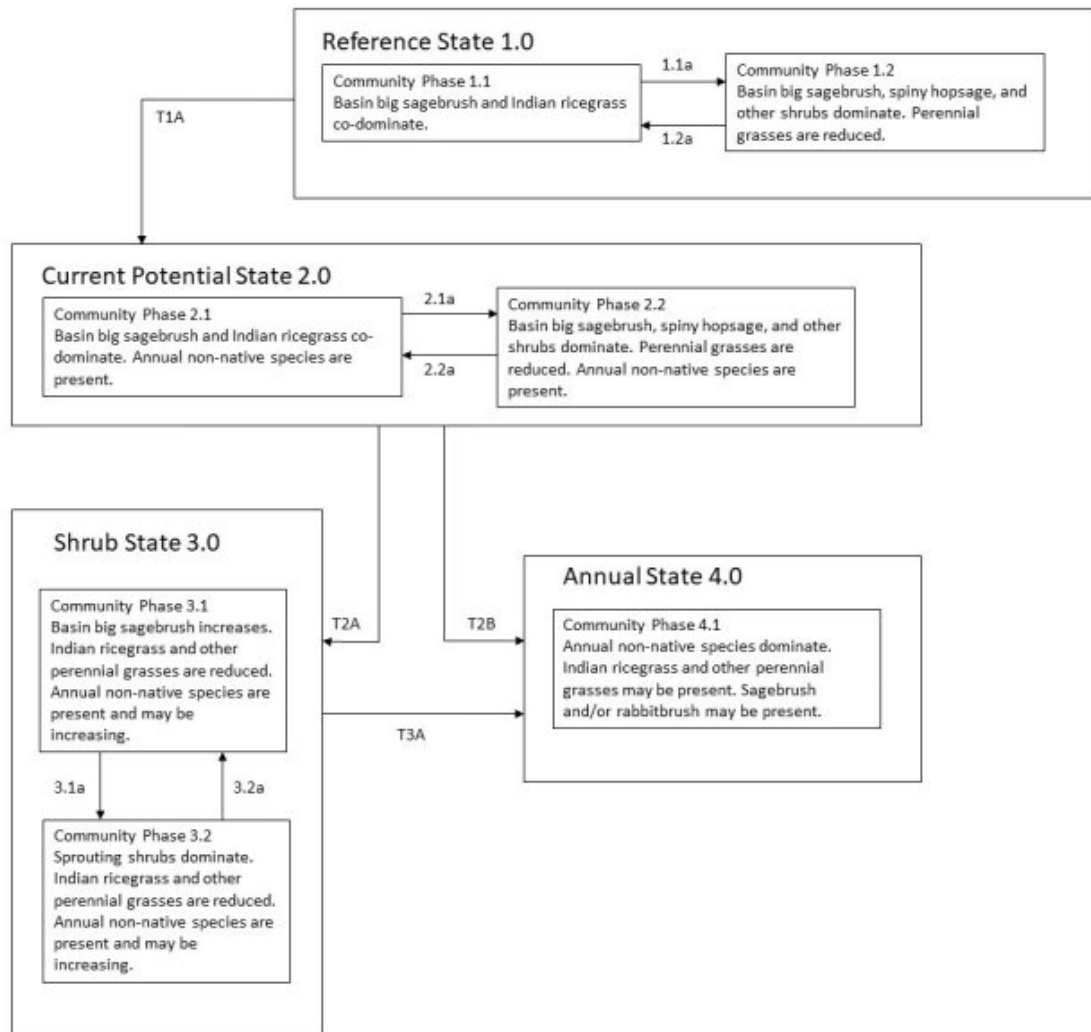 Reference State 1.0
Community Phase 1.1
Basin big sagebrush and Indian ricegrass
co-dominate.
1.1a
1.2a
Community Phase 1.2
Basin big sagebrush, spiny hopsage, and
other shrubs dominate. Perennial
grasses are reduced.
T1A
Current Potential State 2.0
Community Phase 2.1
Basin big sagebrush and Indian ricegrass co-
dominate. Annual non-native species are
present.
2.1a
2.2a
Community Phase 2.2
Basin big sagebrush, spiny hopsage, and other
shrubs dominate. Perennial grasses are
reduced. Annual non-native species are
present.
Shrub State 3.0
Community Phase 3.1
Basin big sagebrush increases.
Indian ricegrass and other
perennial grasses are reduced.
Annual non-native species are
present and may be
increasing.
3.1a
3.2a
Community Phase 3.2
Sprouting shrubs dominate.
Indian ricegrass and other
perennial grasses are reduced.
Annual non-native species are
present and may be
increasing.
T2A
T2B
T3A
Annual State 4.0
Community Phase 4.1
Annual non-native species dominate.
Indian ricegrass and other perennial
grasses may be present. Sagebrush
and/or rabbitbrush may be present.